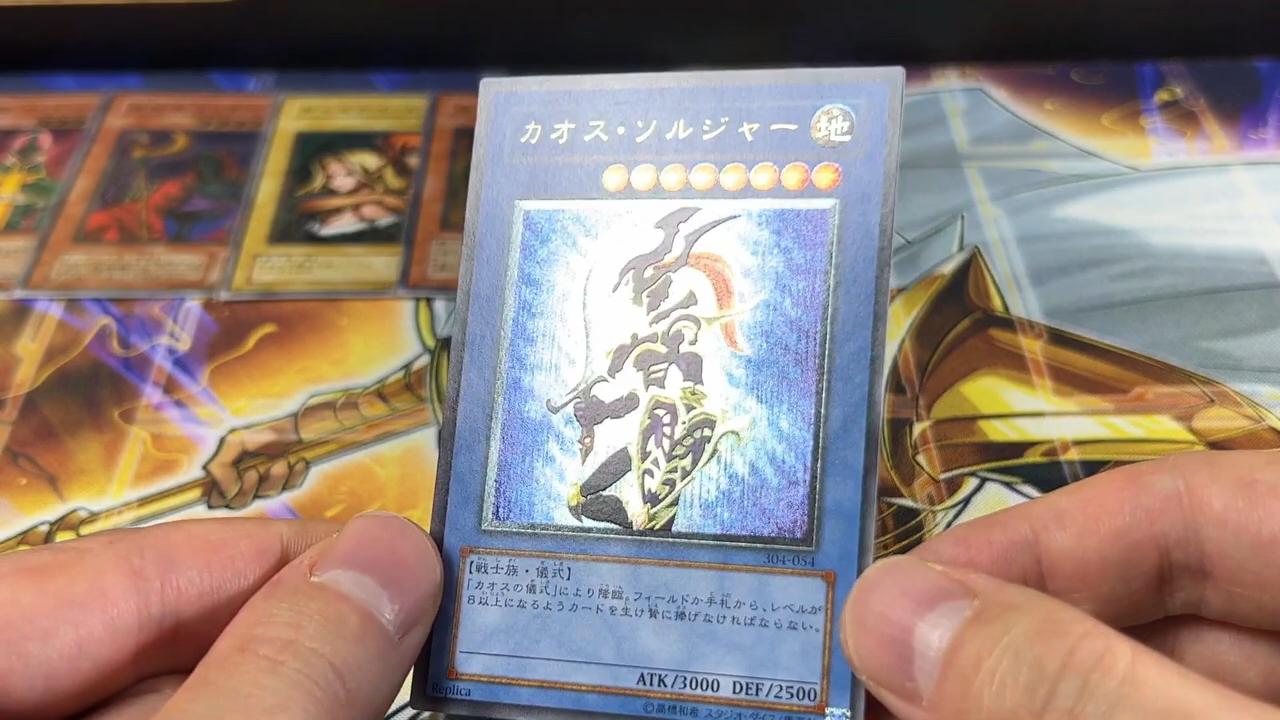 カオス・ソルジャー 地
304-054
【戦士族・儀式】
「カオスの儀式」により降臨。フィールドか手札から、レベルが
8以上になるようカードを生け贄に捧げなければならない。
ATK/3000 DEF/2500
Replica
©高橋和希 スタジオ・ダイス/集英社